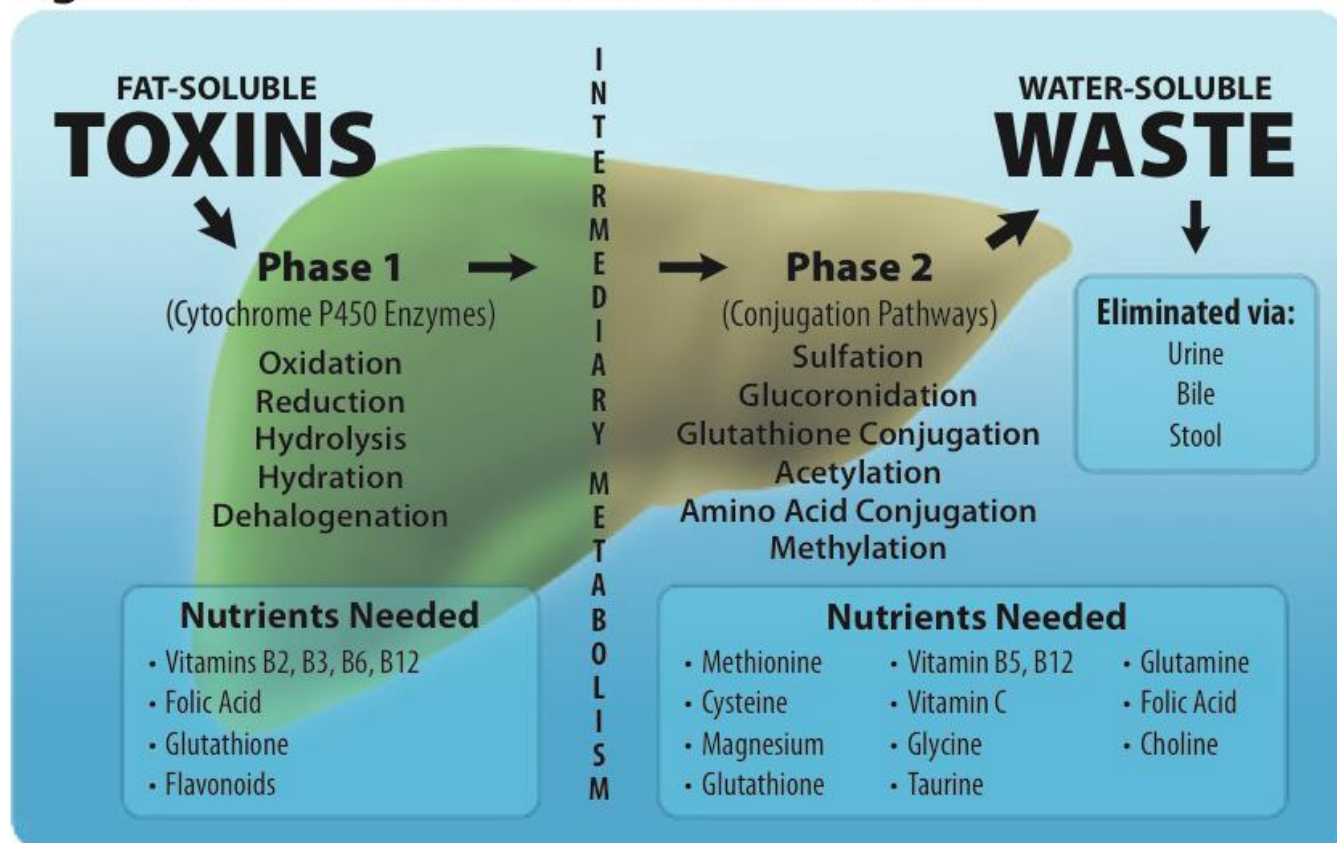 FAT-SOLUBLE
TOXINS
Phase 1
(Cytochrome P450 Enzymes)
Oxidation
Reduction
Hydrolysis
Hydration
Dehalogenation
Nutrients Needed
• Vitamins B2, B3, B6, B12
• Folic Acid
• Glutathione
• Flavonoids
INTERMEDIARY METABOLISM
Phase 2
(Conjugation Pathways)
Sulfation
Glucoronidation
Glutathione Conjugation
Acetylation
Amino Acid Conjugation
Methylation
Nutrients Needed
• Methionine
• Cysteine
• Magnesium
• Glutathione
• Vitamin B5, B12
• Vitamin C
• Glycine
• Taurine
• Glutamine
• Folic Acid
• Choline
WATER-SOLUBLE
WASTE
Eliminated via:
Urine
Bile
Stool